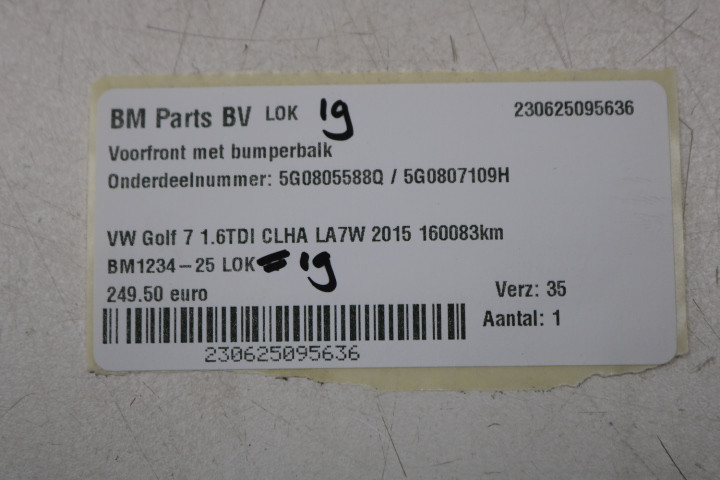 BM Parts BV LOK 19 230625095636
Voorfront met bumperbalk
Onderdeelnummer: 5G0805588Q / 5G0807109H
VW Golf 7 1.6TDI CLHA LA7W 2015 160083km
BM1234-25 LOK 19
249.50 euro Verz: 35
Aantal: 1
230625095636